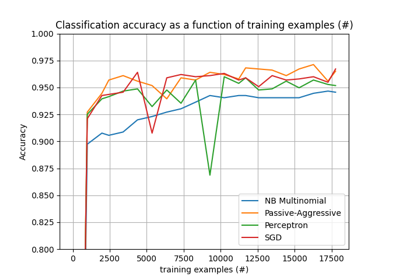 Classification accuracy as a function of training examples (#)
1.000
0.975
0.950
0.925
0.900
0.875
0.850
0.825
0.800
Accuracy
NB Multinomial
Passive-Aggressive
Perceptron
SGD
0 2500 5000 7500 10000 12500 15000 17500
training examples (#)